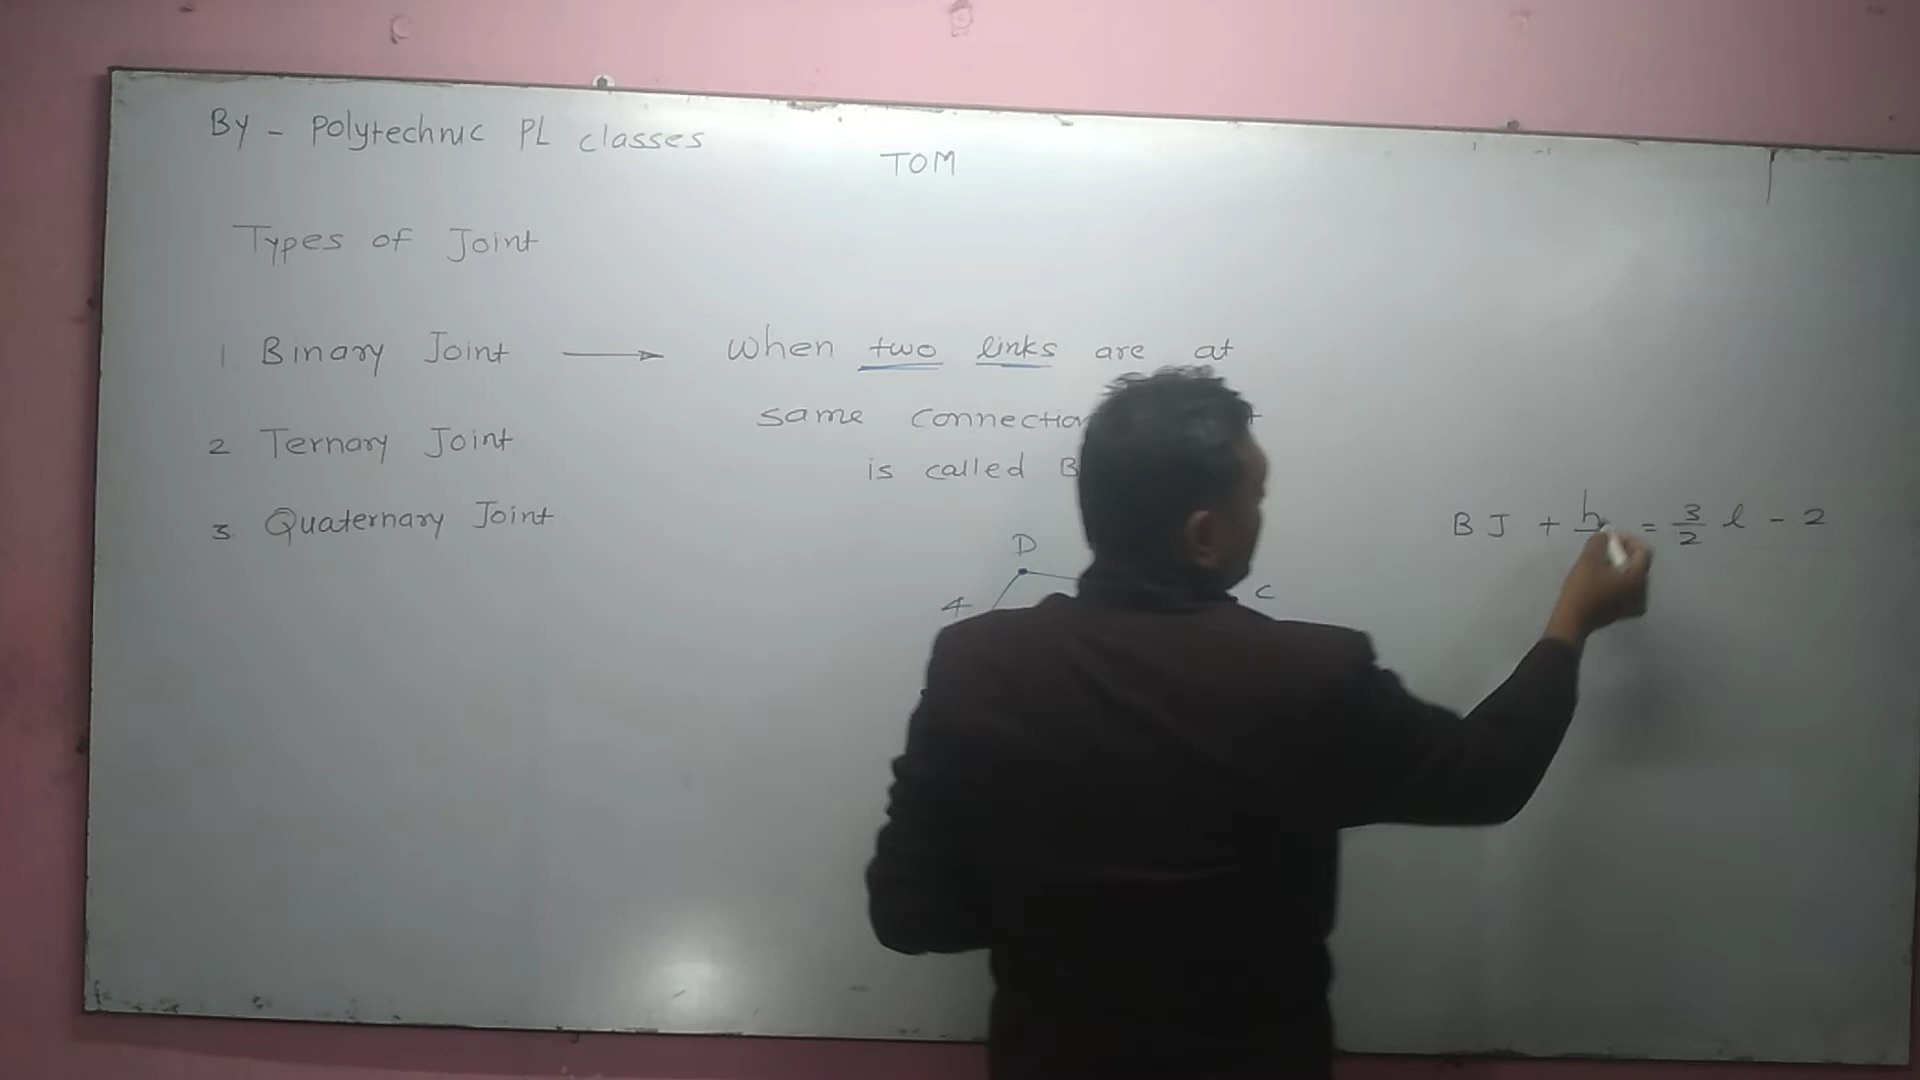 By - Polytechnic PL classes
TOM
Types of Joint
1 Binary Joint → When two links are at
same connection
is called B
2 Ternary Joint
3. Quaternary Joint
D
4
C
BJ + h = 3/2 l - 2